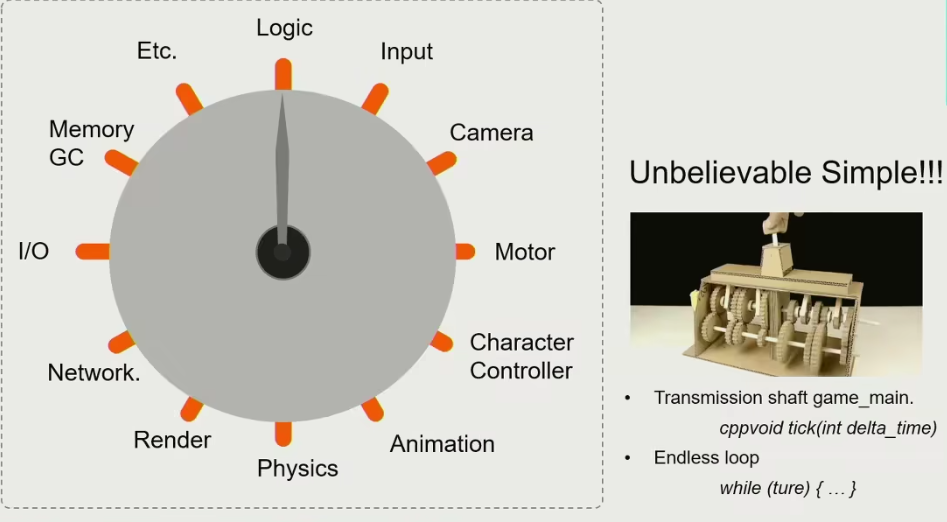 Logic
Input
Camera
Motor
Character
Controller
Animation
Physics
Render
Network.
I/O
Memory
GC
Etc.
Unbelievable Simple!!!
• Transmission shaft game_main.
cppvoid tick(int delta_time)
• Endless loop
while (ture) { … }